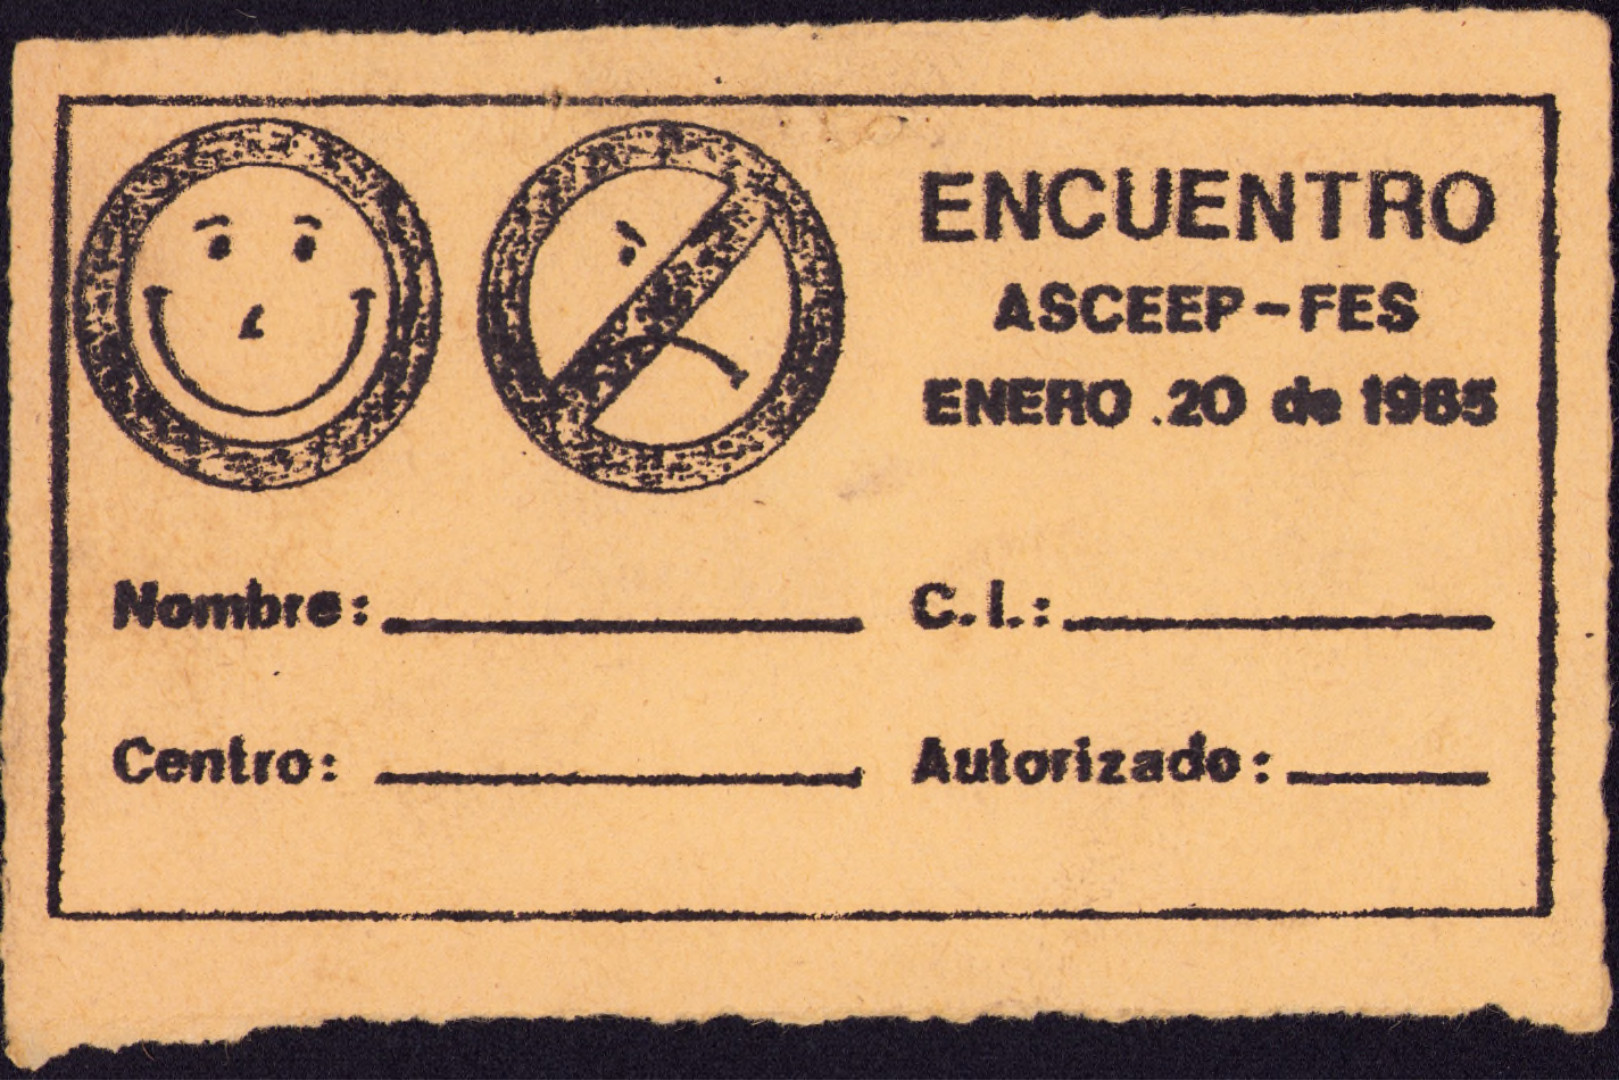 ENCUENTRO
ASCEEP-FES
ENERO .20 de 1985
Nombre: C.I.:
Centro: Autorizado: